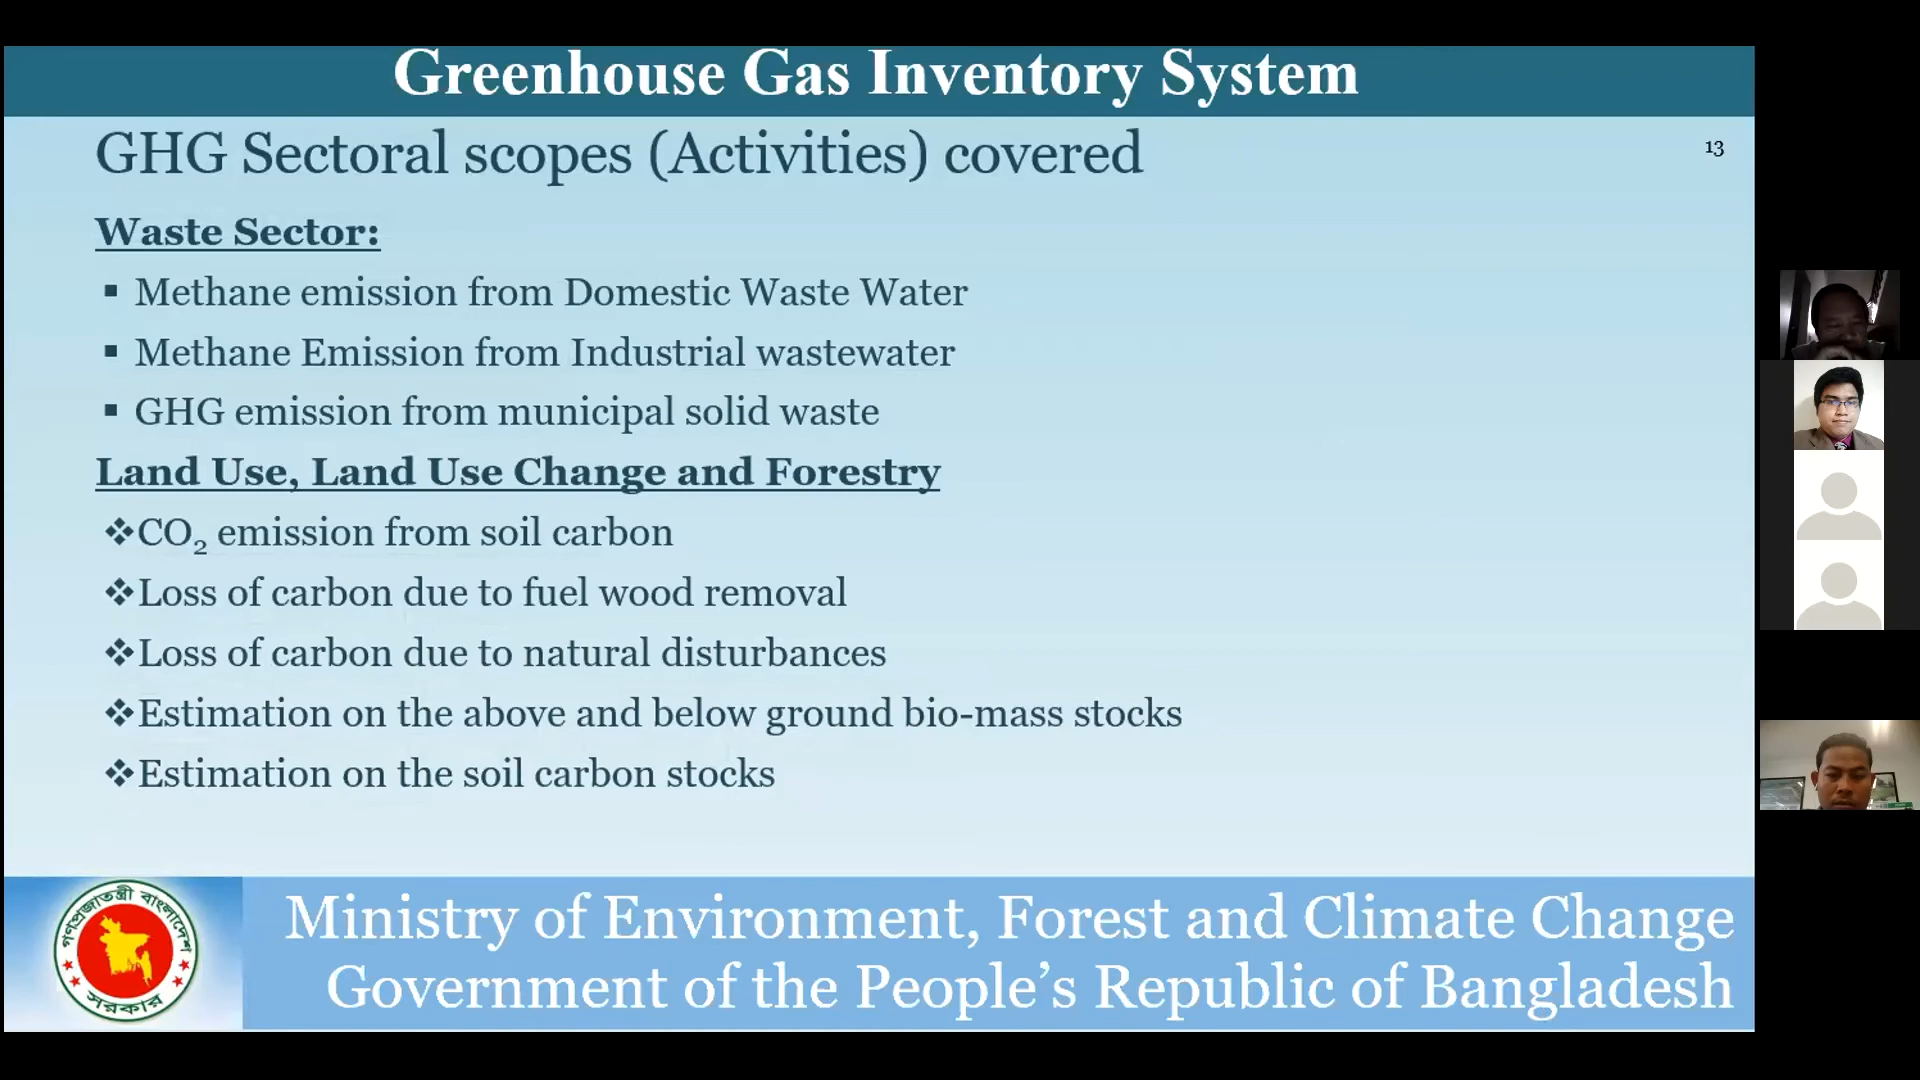 Greenhouse Gas Inventory System
GHG Sectoral scopes (Activities) covered
13
Waste Sector:
▪ Methane emission from Domestic Waste Water
▪ Methane Emission from Industrial wastewater
▪ GHG emission from municipal solid waste
Land Use, Land Use Change and Forestry
❖CO₂ emission from soil carbon
❖Loss of carbon due to fuel wood removal
❖Loss of carbon due to natural disturbances
❖Estimation on the above and below ground bio-mass stocks
❖Estimation on the soil carbon stocks
গণপ্রজাতন্ত্রী বাংলাদেশ
সরকার
Ministry of Environment, Forest and Climate Change
Government of the People’s Republic of Bangladesh